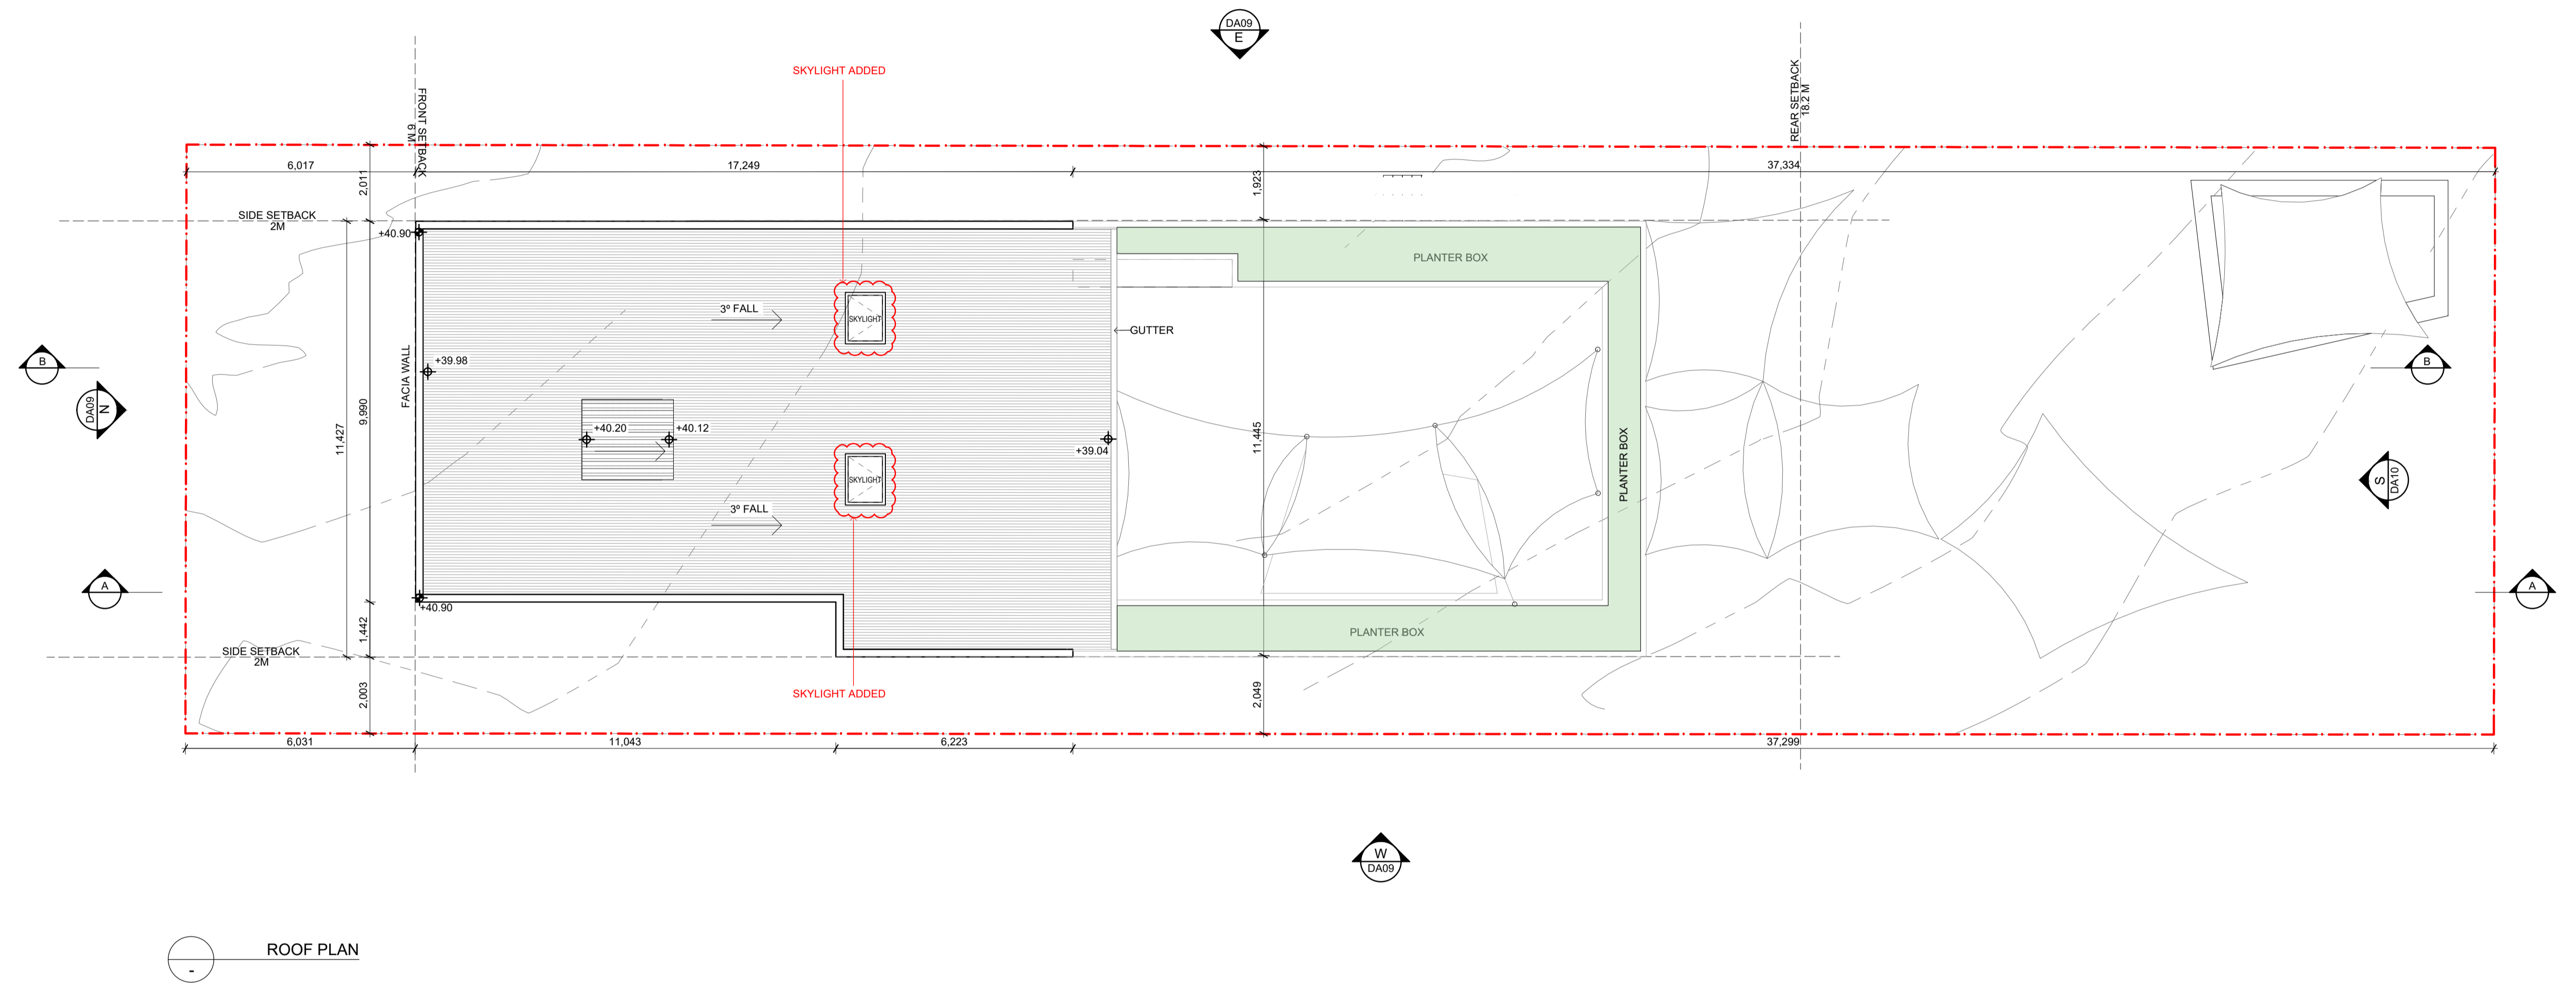 DA09
E
SKYLIGHT ADDED
FRONT SETBACK
6 M
REAR SETBACK
18.2 M
6,017
17,249
37,334
2,011
1,923
SIDE SETBACK
2M
+40.90
PLANTER BOX
3º FALL
SKYLIGHT
GUTTER
B
+39.98
FACIA WALL
B
DA09
N
9,990
11,427
+40.20
+40.12
+39.04
11,445
PLANTER BOX
SKYLIGHT
S
DA10
3º FALL
A
A
+40.90
1,442
PLANTER BOX
SIDE SETBACK
2M
2,003
SKYLIGHT ADDED
2,049
6,031
11,043
6,223
37,299
W
DA09
ROOF PLAN
-